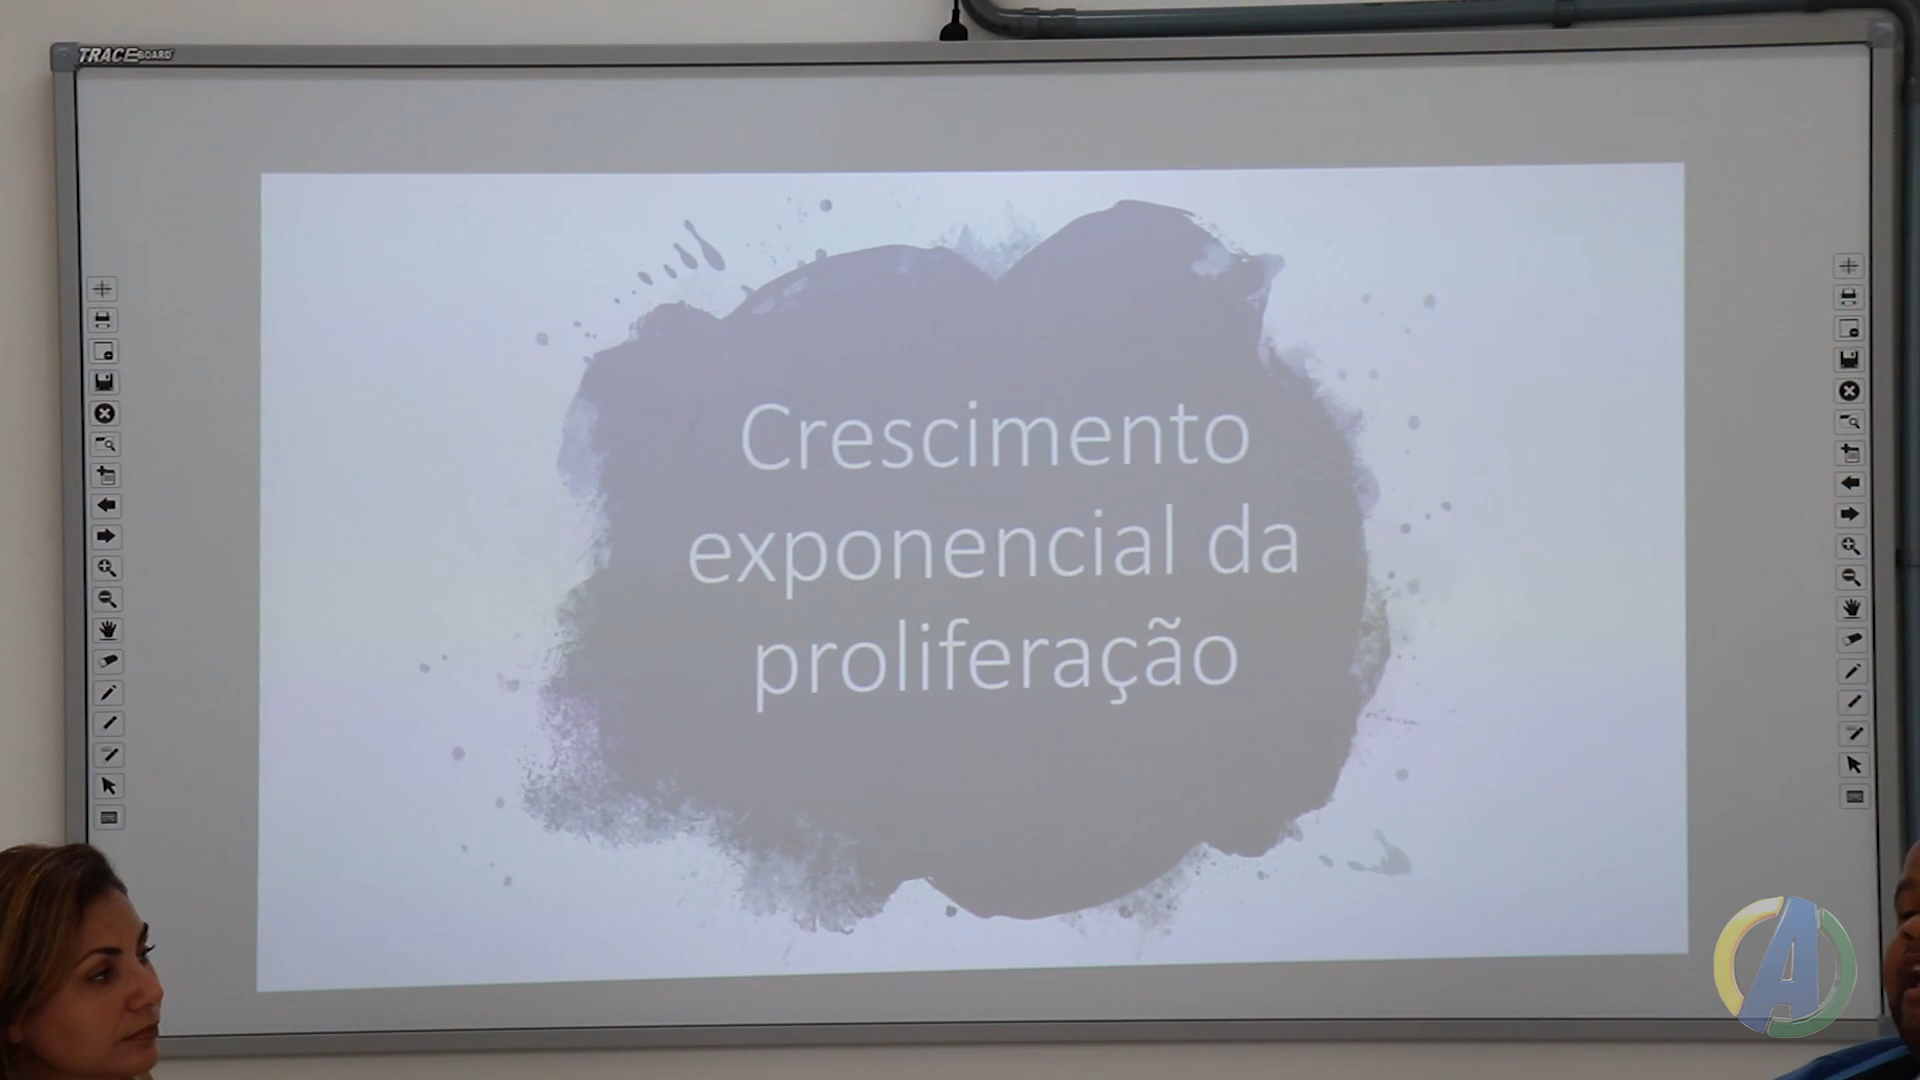 TRACEBOARD
Crescimento
exponencial da
proliferação
A